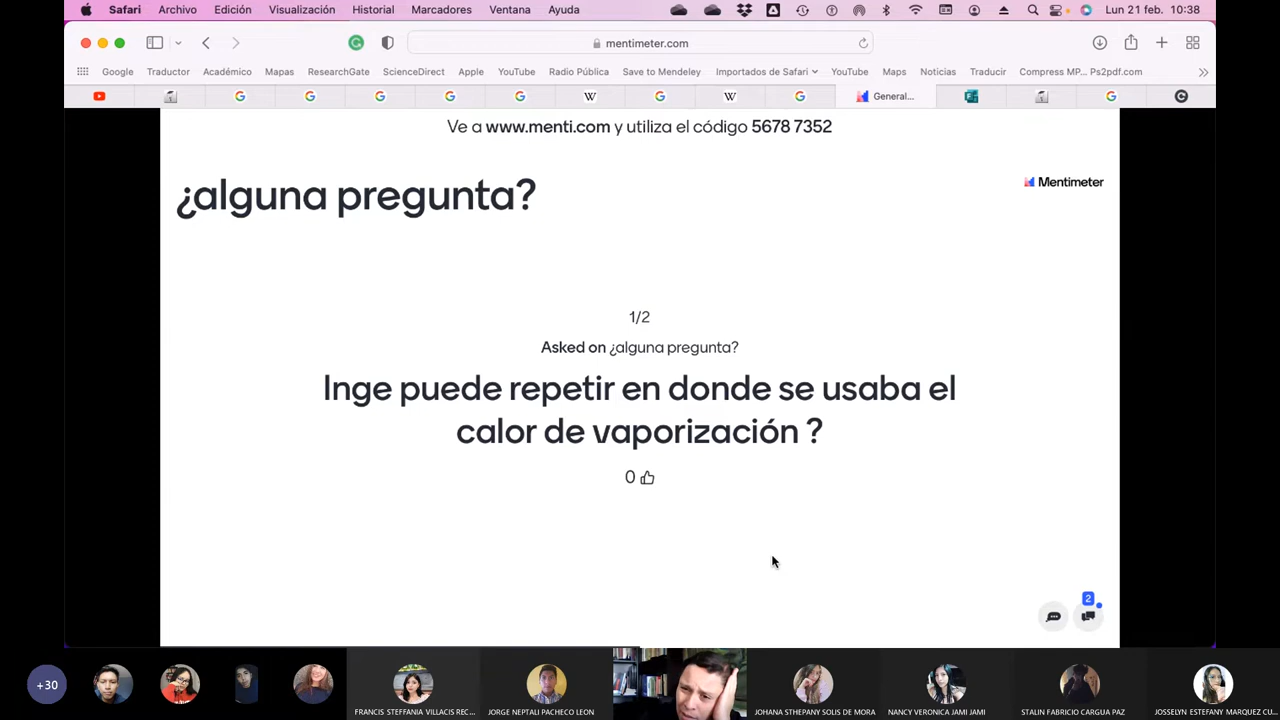 Safari Archivo Edición Visualización Historial Marcadores Ventana Ayuda Lun 21 feb. 10:38
mentimeter.com
Google Traductor Académico Mapas ResearchGate ScienceDirect Apple YouTube Radio Pública Save to Mendeley Importados de Safari YouTube Maps Noticias Traducir Compress MP... Ps2pdf.com
General...
Ve a www.menti.com y utiliza el código 5678 7352
¿alguna pregunta?
Mentimeter
1/2
Asked on ¿alguna pregunta?
Inge puede repetir en donde se usaba el
calor de vaporización ?
0
2
+30
FRANCIS STEFFANIA VILLACIS REC... JORGE NEPTALI PACHECO LEON JOHANA STHEPANY SOLIS DE MORA NANCY VERONICA JAMI JAMI STALIN FABRICIO CARGUA PAZ JOSSELYN ESTEFANY MARQUEZ CU...